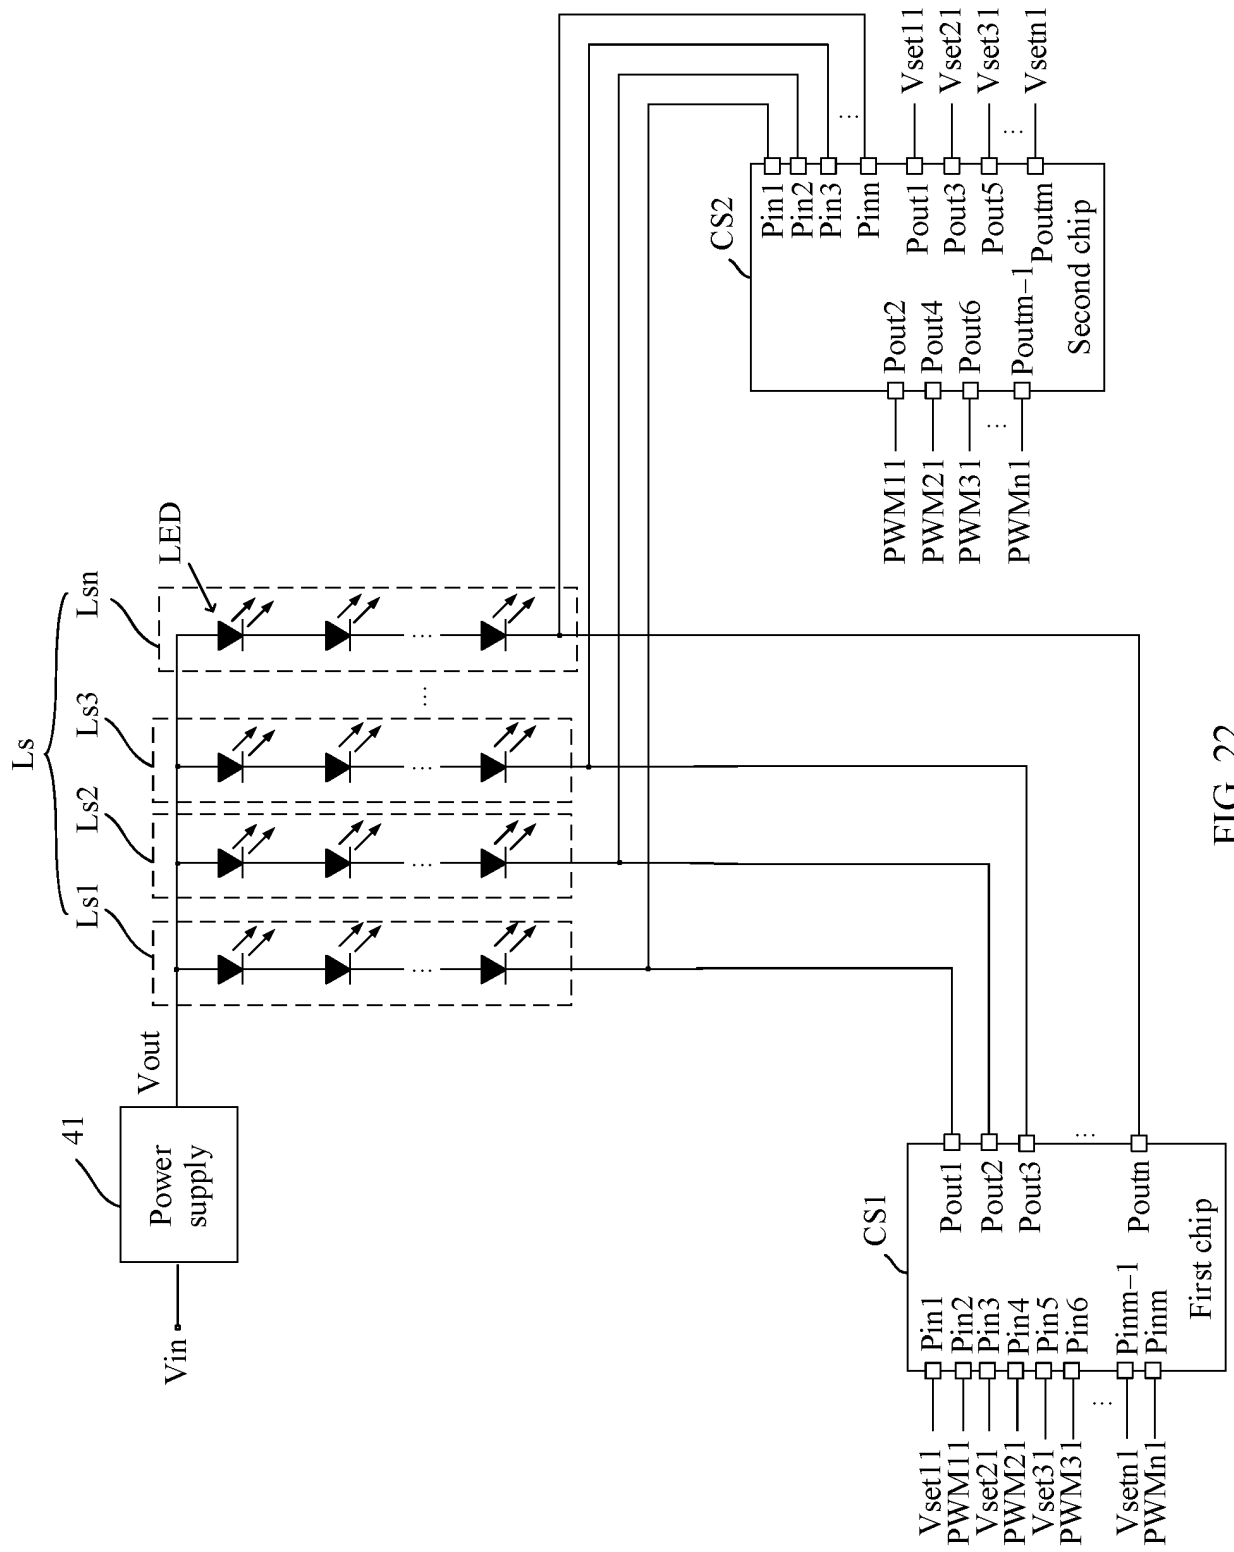 Ls
Ls1
Ls2
Ls3
Lsn
LED
41
Power
supply
Vin
Vout
CS1
Vset11
PWM11
Vset21
PWM21
Vset31
PWM31
...
Vsetn1
PWMn1
Pin1
Pin2
Pin3
Pin4
Pin5
Pin6
Pinm−1
Pinm
Pout1
Pout2
Pout3
...
Poutn
First chip
CS2
Pin1
Pin2
Pin3
...
Pinn
Pout1
Pout3
Pout5
Poutm
Vset11
Vset21
Vset31
...
Vsetn1
Pout2
Pout4
Pout6
Poutm−1
PWM11
PWM21
PWM31
...
PWMn1
Second chip
FIG. 22